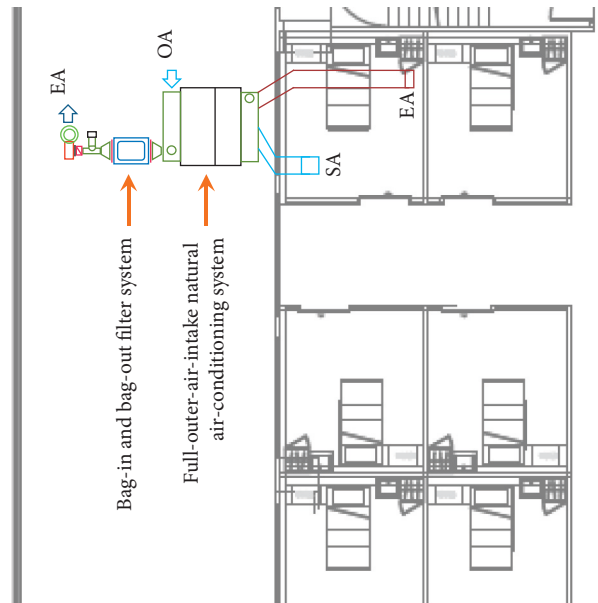 EA
OA
EA
SA
Bag-in and bag-out filter system
Full-outer-air-intake natural
air-conditioning system